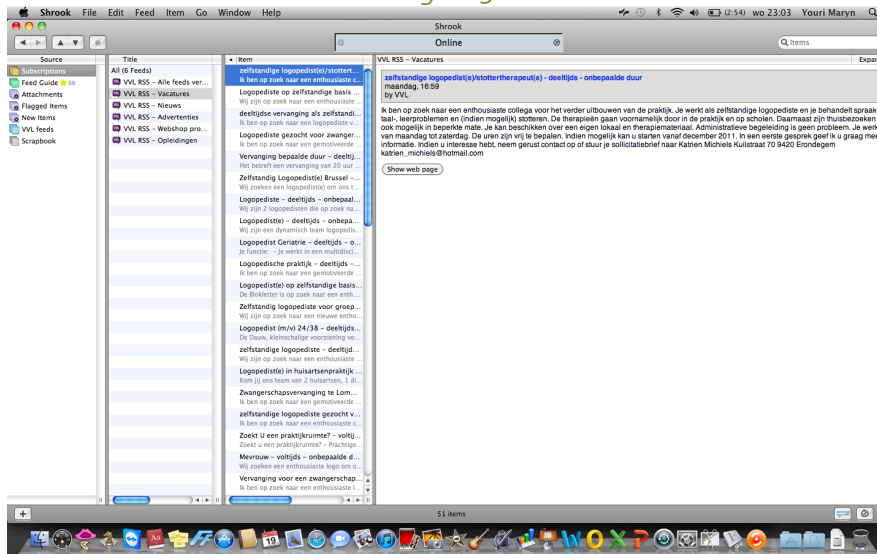 Shrook File Edit Feed Item Go Window Help
(2:54) wo 23:03 Youri Maryn
Shrook
Online
Items
Source
Subscriptions
Feed Guide
Attachments
Flagged Items
New Items
VVL feeds
Scrapbook
Title
All (6 Feeds)
VVL RSS – Alle feeds ver...
VVL RSS – Vacatures
VVL RSS – Nieuws
VVL RSS – Advertenties
VVL RSS – Webshop pro...
VVL RSS – Opleidingen
• Item
zelfstandige logopedist(e)/stottert...
Ik ben op zoek naar een enthousiaste c...
Logopediste op zelfstandige basis ...
Wij zijn op zoek naar een enthousiaste ...
deeltijdse vervanging als zelfstandi...
Ik ben op zoek naar een logopediste v...
Logopediste gezocht voor zwanger...
Ik ben op zoek naar een gemotiveerde ...
Vervanging bepaalde duur – deeltij...
Het betreft een vervanging van 20 uur ...
Zelfstandig Logopedist(e) Brussel –...
Wij zoeken een logopedist(e) om ons t...
Logopediste – deeltijds – onbepaal...
Wij zijn 2 logopedisten die op zoek na...
Logopedist(e) – deeltijds – onbepa...
Wij zijn een dynamisch team logopedis...
Logopedist Geriatrie – deeltijds – o...
Je functie: – Je werkt in een multidisci...
Logopedische praktijk – deeltijds –...
Ik ben op zoek naar een gemotiveerde ...
Logopedist(e) op zelfstandige basis...
De Blokletter is op zoek naar een enth...
Zelfstandig logopediste voor groep...
Wij zijn op zoek naar een nieuwe entho...
Logopedist (m/v) 24/38 – deeltijds...
De Dauw, kleinschalige voorziening vo...
zelfstandige logopediste – deeltijd...
Wij zijn op zoek naar een enthousiaste ...
Logopedist(e) in huisartsenpraktijk ...
Kom jij ons team van 2 huisartsen, 1 di...
Zwangerschapsvervanging te Lom...
Ik ben op zoek naar een gemotiveerde ...
zelfstandige logopediste gezocht v...
Ik ben op zoek naar een enthousiaste c...
Zoekt U een praktijkruimte? – voltij...
Zoekt u een praktijkruimte? – Prachtige...
Mevrouw – voltijds – onbepaalde d...
Wij zoeken een enthousiaste logo om o...
Vervanging voor een zwangerschap...
Ik ben op zoek naar een enthousiaste l...
VVL RSS – Vacatures
zelfstandige logopedist(e)/stottertherapeut(e) - deeltijds - onbepaalde duur
maandag, 16:59
by VVL
Ik ben op zoek naar een enthousiaste collega voor het verder uitbouwen van de praktijk. Je werkt als zelfstandige logopediste en je behandelt spraak
taal-, leerproblemen en (indien mogelijk) stotteren. De therapieën gaan voornamelijk door in de praktijk en op scholen. Daarnaast zijn thuisbezoeken
ook mogelijk in beperkte mate. Je kan beschikken over een eigen lokaal en therapiemateriaal. Administratieve begeleiding is geen probleem. Je werk
van maandag tot zaterdag. De uren zijn vrij te bepalen. Indien mogelijk kan u starten vanaf december 2011. In een eerste gesprek geef ik u graag mee
informatie. Indien u interesse hebt, neem gerust contact op of stuur je sollicitatiebrief naar Katrien Michiels Kuilstraat 70 9420 Erondegem
katrien_michiels@hotmail.com
Show web page
51 items